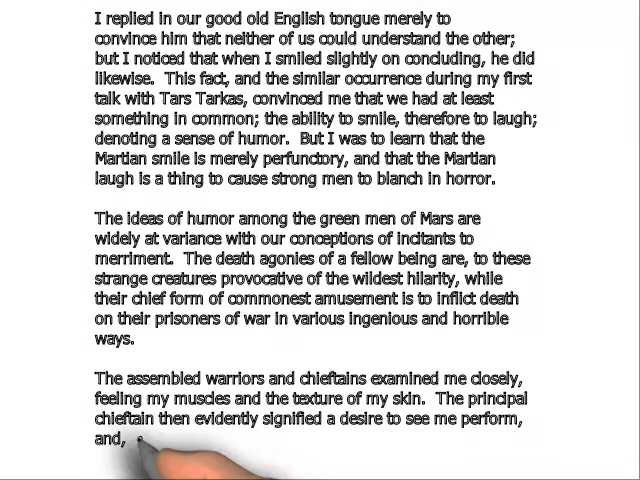 I replied in our good old English tongue merely to
convince him that neither of us could understand the other;
but I noticed that when I smiled slightly on concluding, he did
likewise.  This fact, and the similar occurrence during my first
talk with Tars Tarkas, convinced me that we had at least
something in common; the ability to smile, therefore to laugh;
denoting a sense of humor.  But I was to learn that the
Martian smile is merely perfunctory, and that the Martian
laugh is a thing to cause strong men to blanch in horror.

The ideas of humor among the green men of Mars are
widely at variance with our conceptions of incitants to
merriment.  The death agonies of a fellow being are, to these
strange creatures provocative of the wildest hilarity, while
their chief form of commonest amusement is to inflict death
on their prisoners of war in various ingenious and horrible
ways.

The assembled warriors and chieftains examined me closely,
feeling my muscles and the texture of my skin.  The principal
chieftain then evidently signified a desire to see me perform,
and,